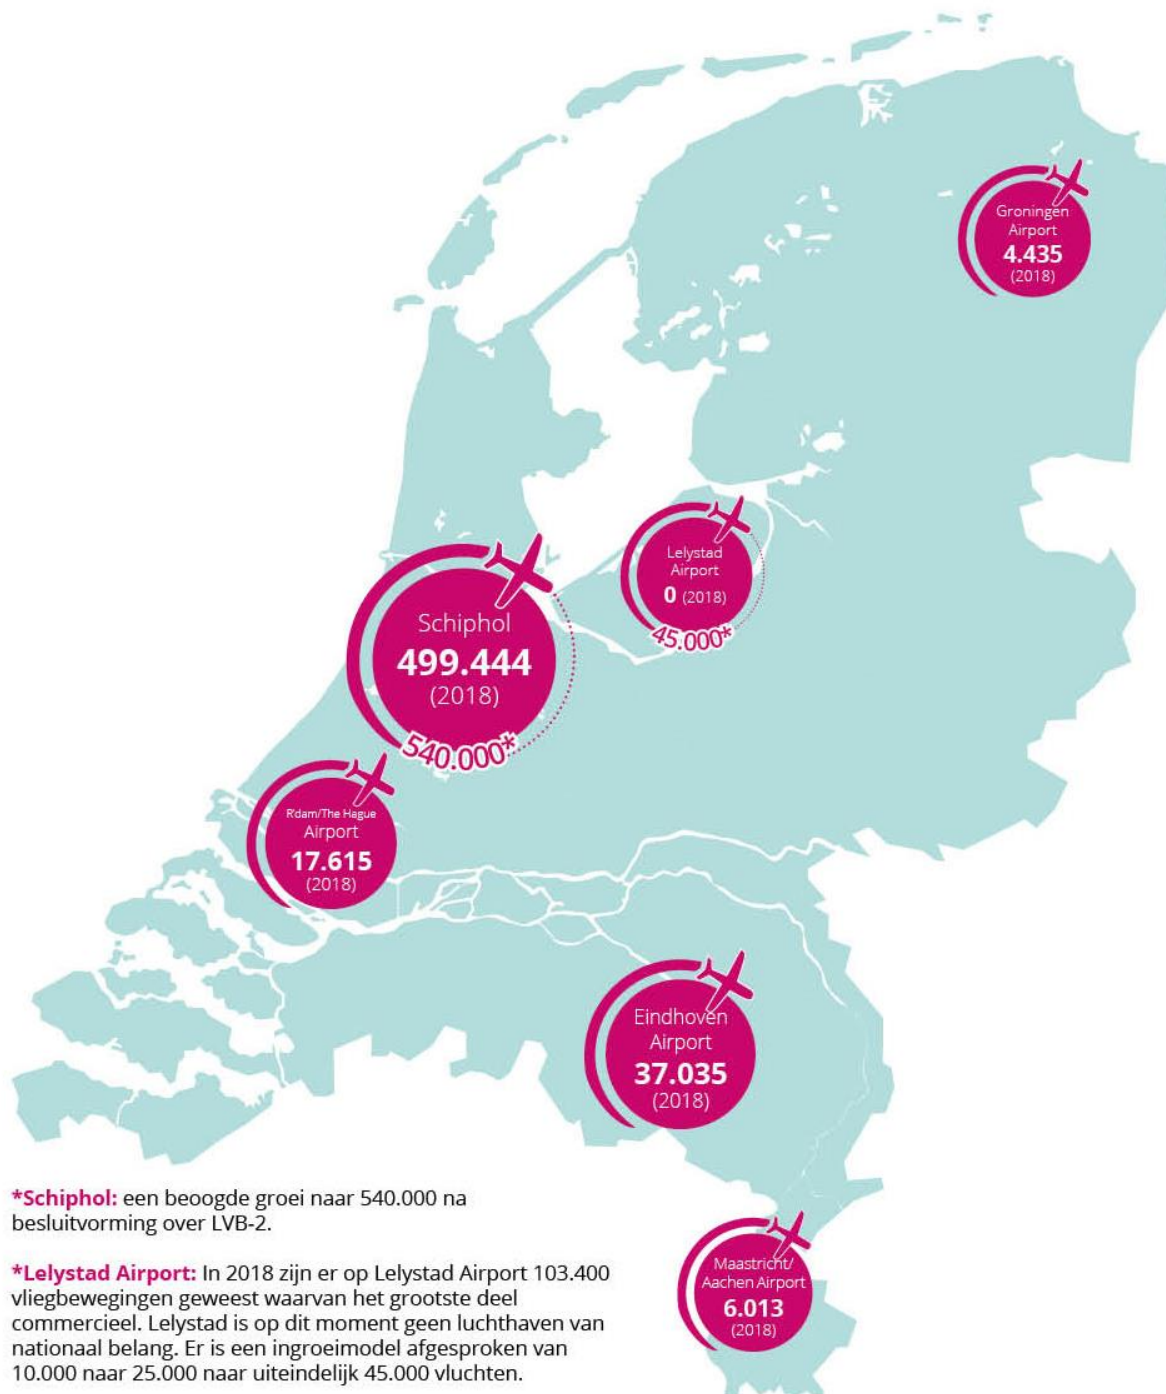 Groningen
Airport
4.435
(2018)
Lelystad
Airport
0 (2018)
45.000*
Schiphol
499.444
(2018)
540.000*
R'dam/The Hague
Airport
17.615
(2018)
Eindhoven
Airport
37.035
(2018)
*Schiphol: een beoogde groei naar 540.000 na
besluitvorming over LVB-2.
*Lelystad Airport: In 2018 zijn er op Lelystad Airport 103.400
vliegbewegingen geweest waarvan het grootste deel
commercieel. Lelystad is op dit moment geen luchthaven van
nationaal belang. Er is een ingroeimodel afgesproken van
10.000 naar 25.000 naar uiteindelijk 45.000 vluchten.
Maastricht/
Aachen Airport
6.013
(2018)